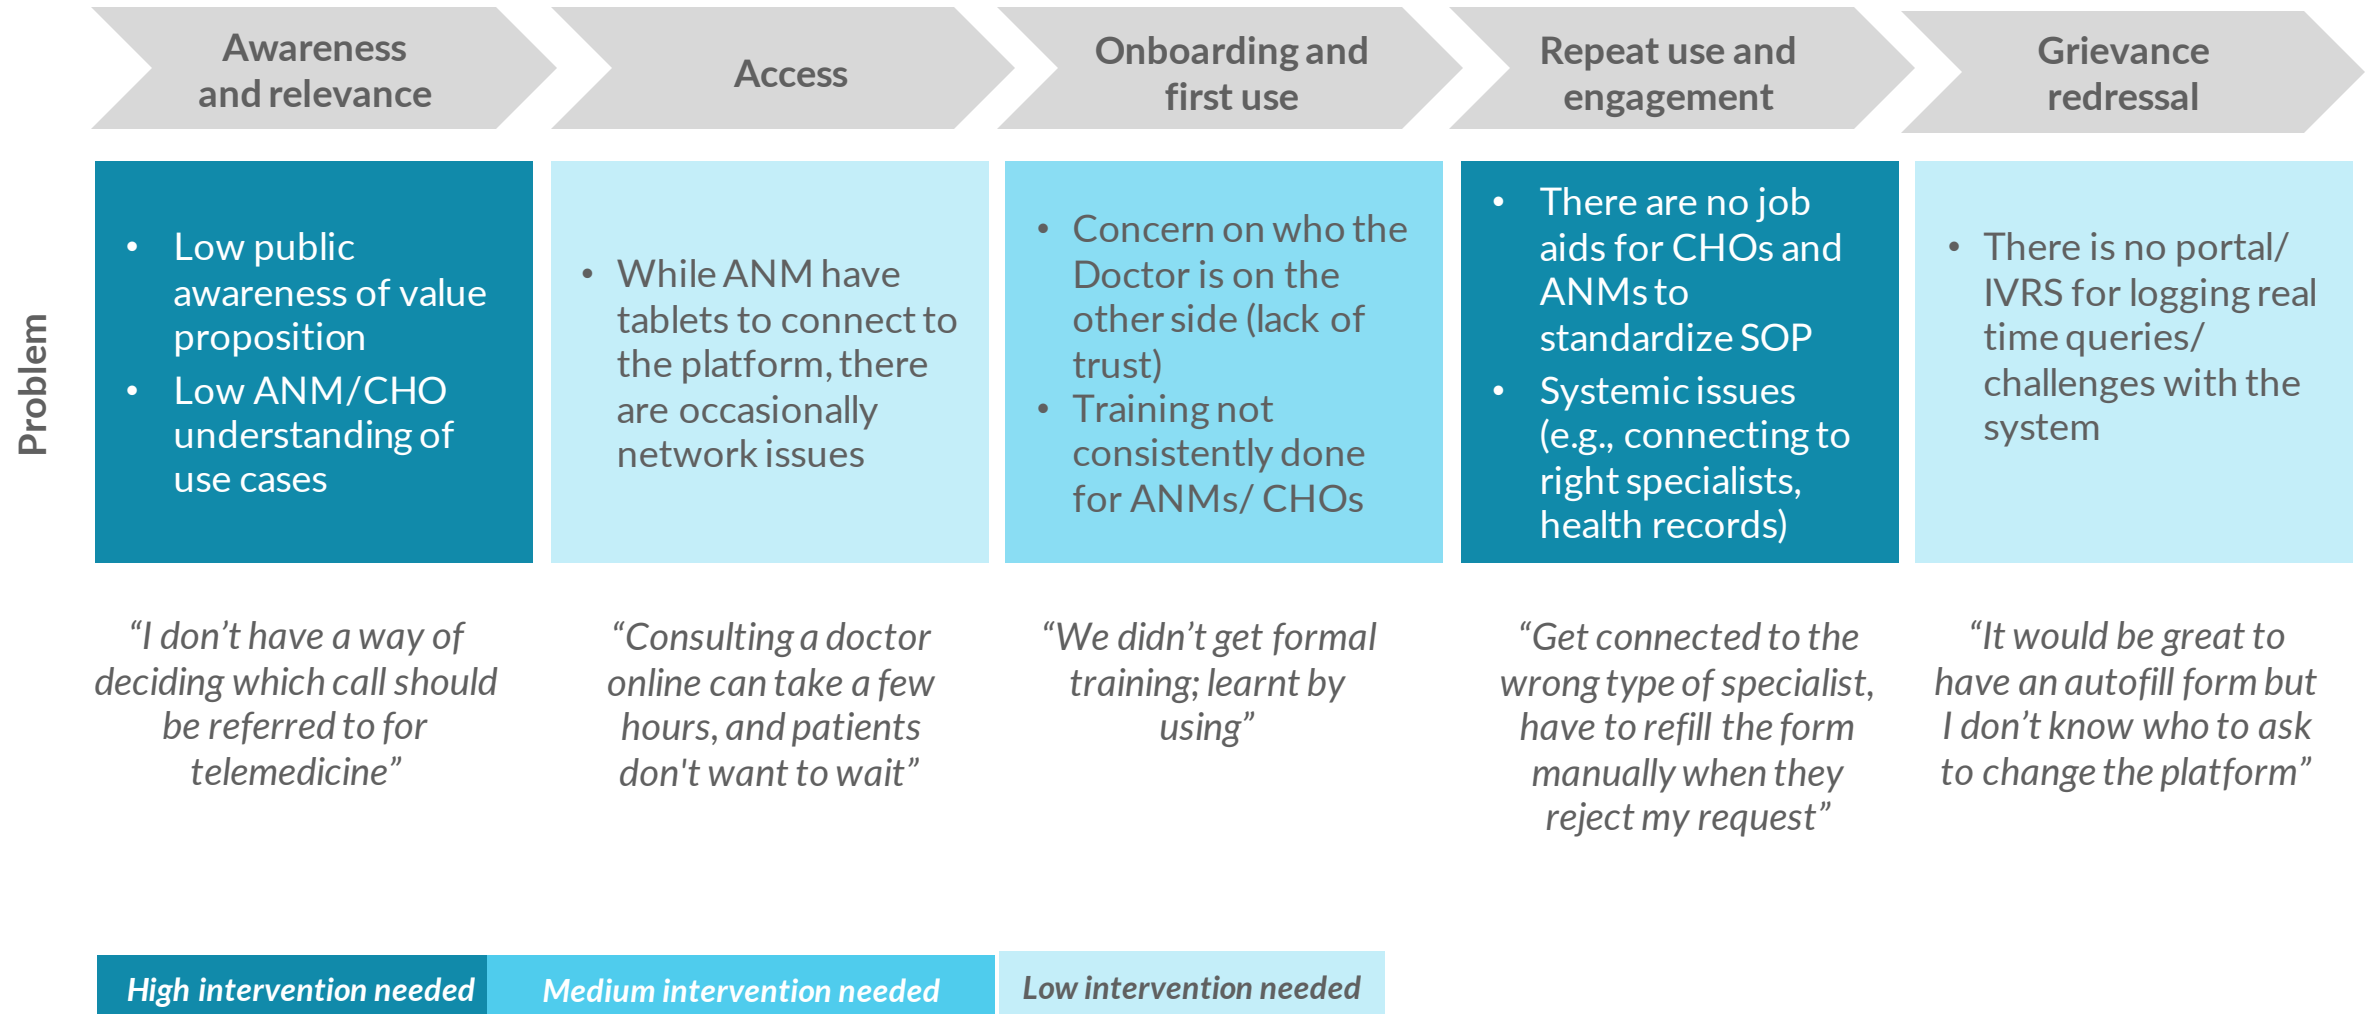 Awareness
and relevance
Access
Onboarding and
first use
Repeat use and
engagement
Grievance
redressal
Problem
• Low public
awareness of value
proposition
• Low ANM/CHO
understanding of
use cases
• While ANM have
tablets to connect to
the platform, there
are occasionally
network issues
• Concern on who the
Doctor is on the
other side (lack of
trust)
• Training not
consistently done
for ANMs/ CHOs
• There are no job
aids for CHOs and
ANMs to
standardize SOP
• Systemic issues
(e.g., connecting to
right specialists,
health records)
• There is no portal/
IVRS for logging real
time queries/
challenges with the
system
“I don’t have a way of
deciding which call should
be referred to for
telemedicine”
“Consulting a doctor
online can take a few
hours, and patients
don't want to wait”
“We didn’t get formal
training; learnt by
using”
“Get connected to the
wrong type of specialist,
have to refill the form
manually when they
reject my request”
“It would be great to
have an autofill form but
I don’t know who to ask
to change the platform”
High intervention needed
Medium intervention needed
Low intervention needed